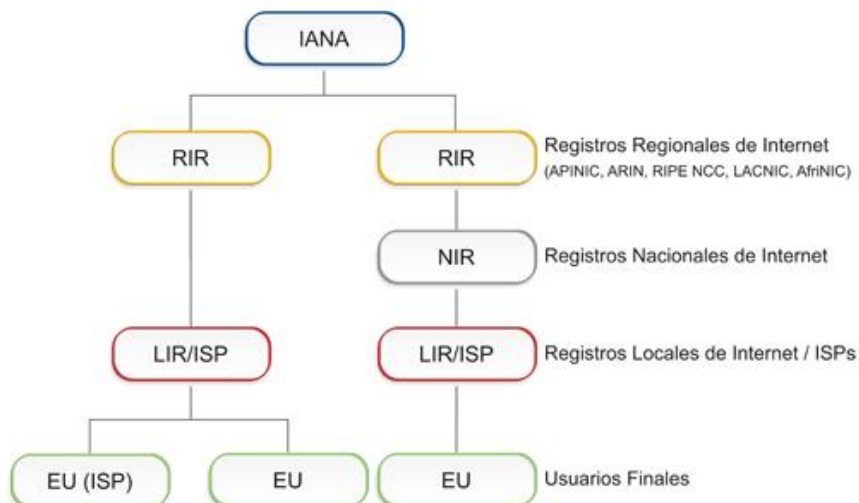 IANA
RIR
RIR
Registros Regionales de Internet
(APINIC, ARIN, RIPE NCC, LACNIC, AfriNIC)
NIR
Registros Nacionales de Internet
LIR/ISP
LIR/ISP
Registros Locales de Internet / ISPs
EU (ISP)
EU
EU
Usuarios Finales